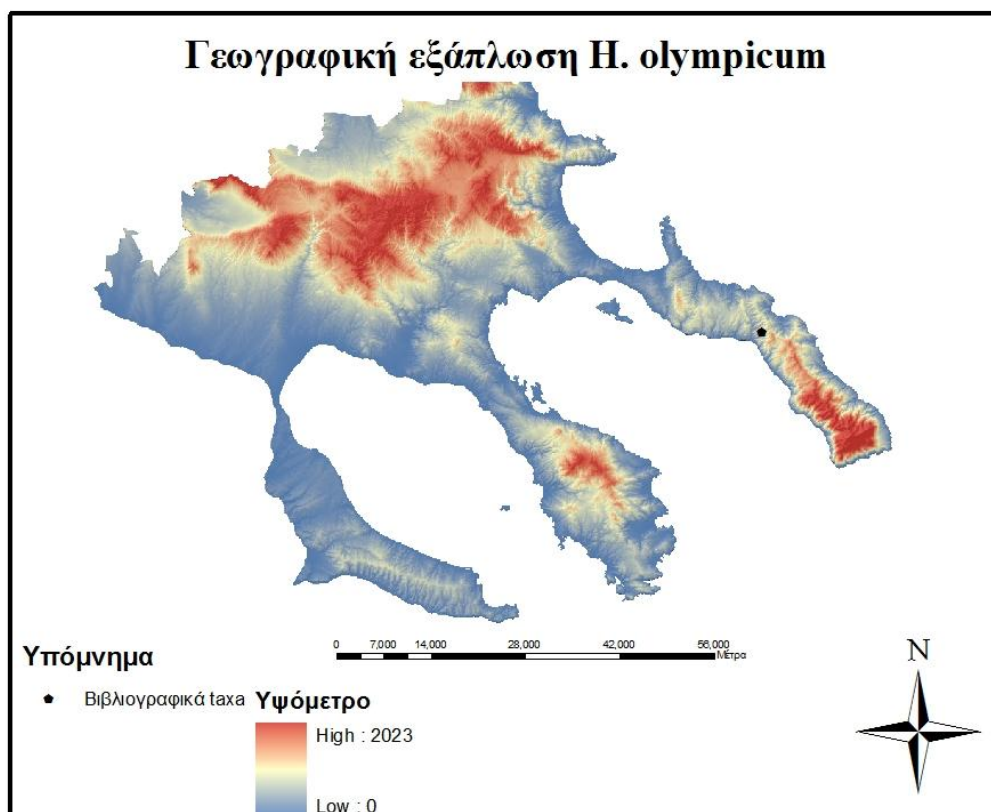 Γεωγραφική εξάπλωση H. olympicum
0 7,000 14,000 28,000 42,000 56,000
Μέτρα
N
Υπόμνημα
Βιβλιογραφικά taxa
Υψόμετρο
High : 2023
Low : 0